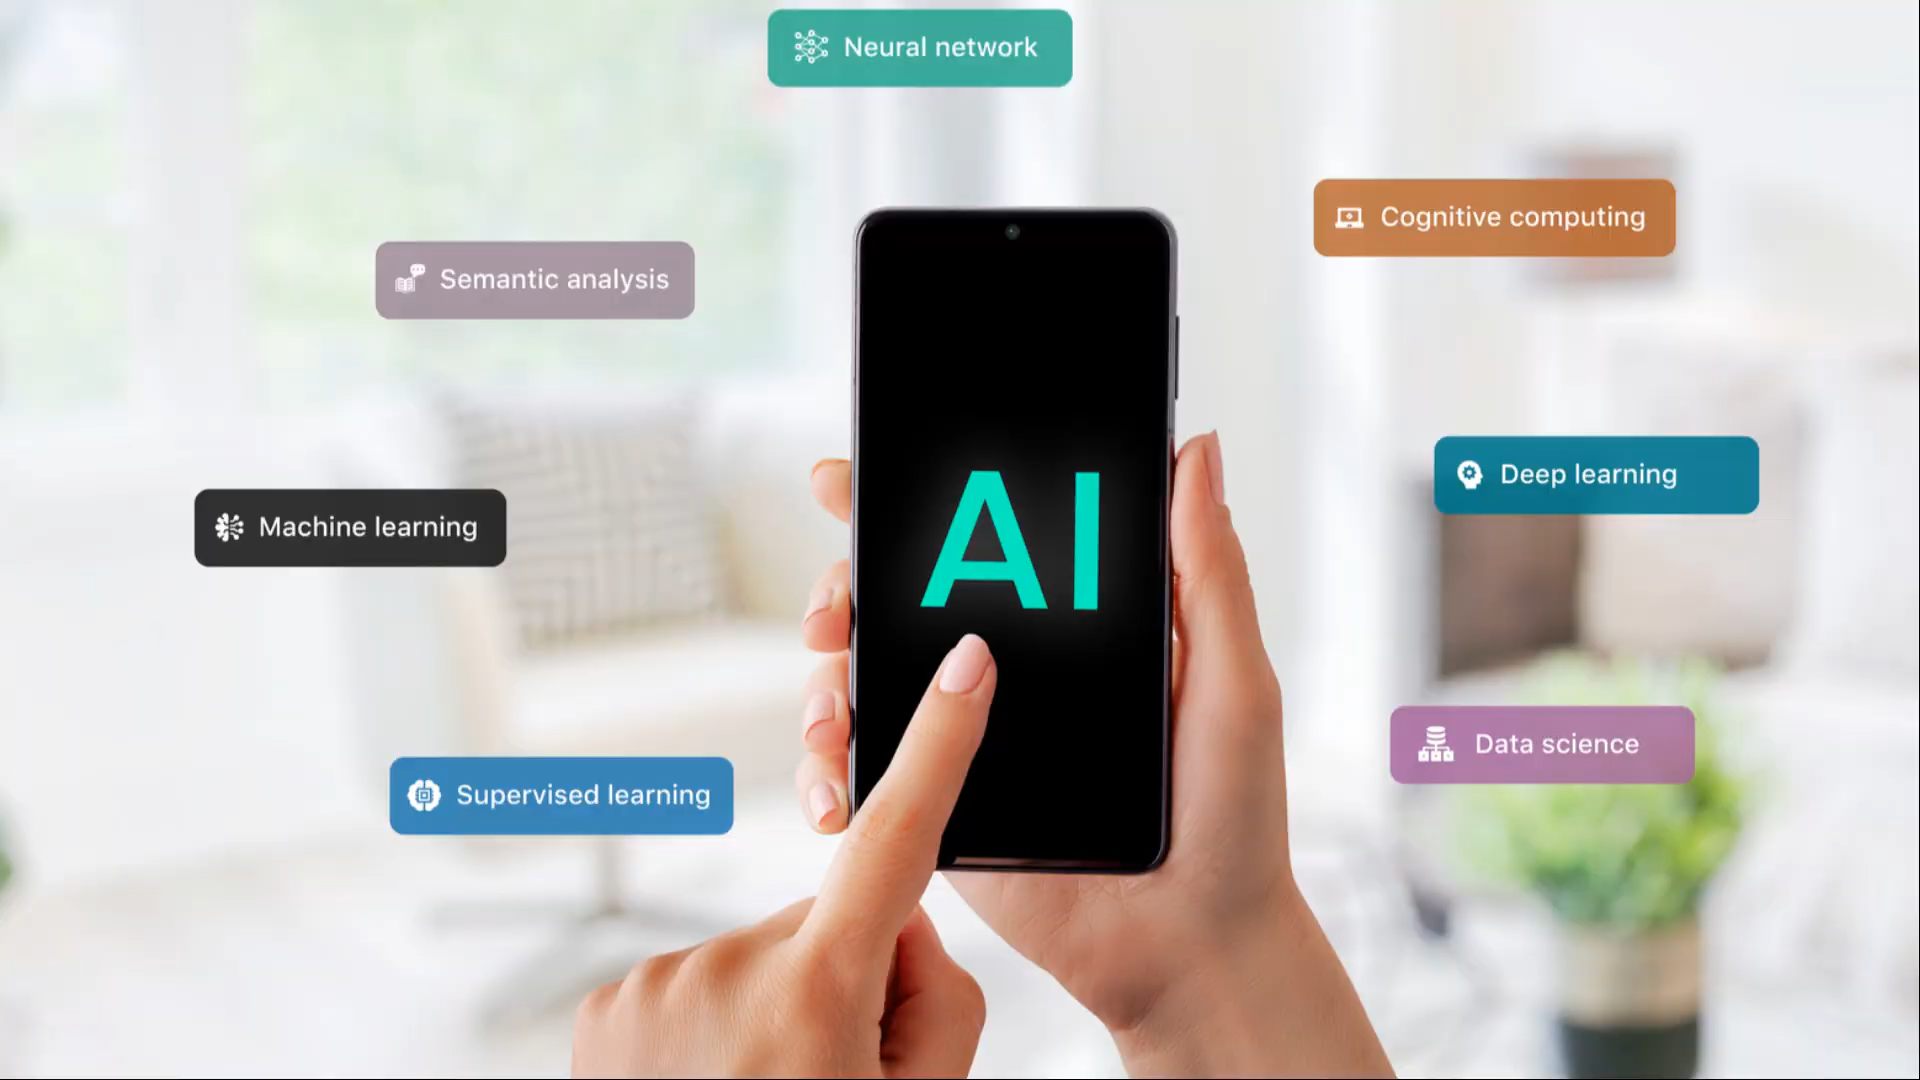 Neural network
Cognitive computing
Semantic analysis
Deep learning
Machine learning
AI
Data science
Supervised learning